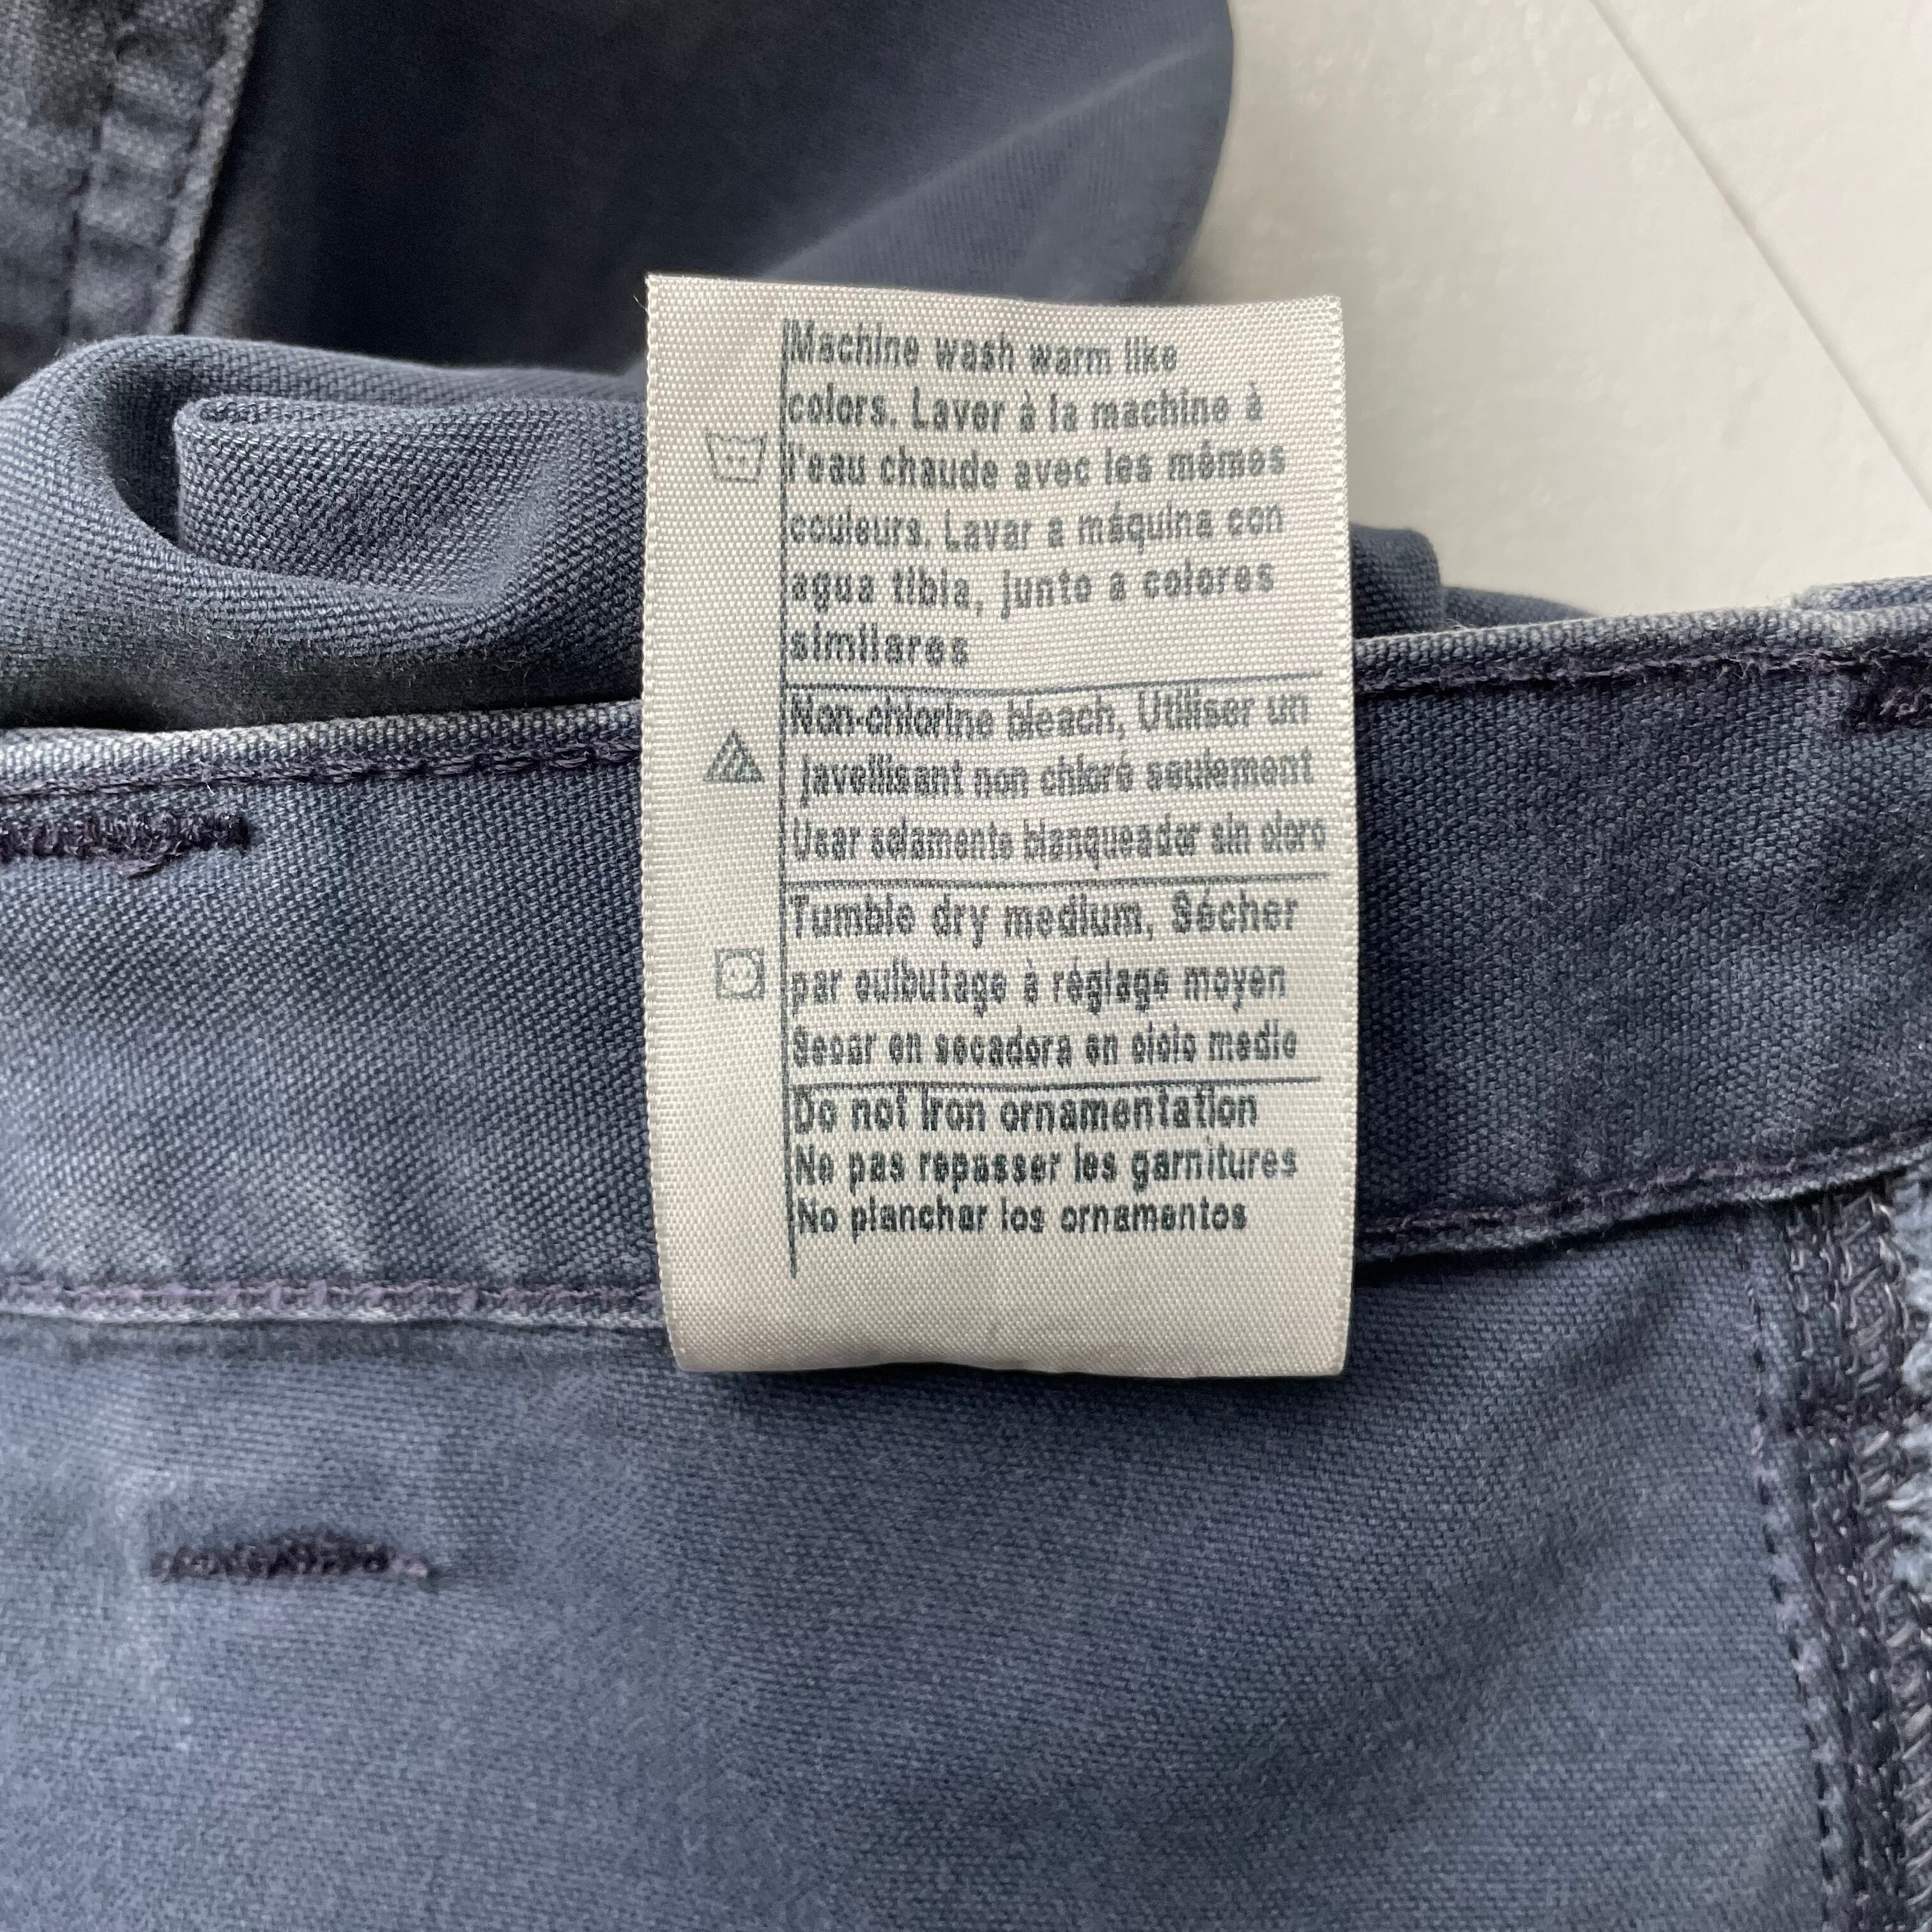 Machine wash warm like
colors. Laver à la machine à
l'eau chaude avec les mêmes
couleurs. Lavar a máquina con
agua tibia, junto a colores
similares
Non-chlorine bleach, Utiliser un
javellisant non chloré seulement
Usar solamente blanqueador sin cloro
Tumble dry medium, Sécher
par culbutage à réglage moyen
Secar en secadora en ciclo medio
Do not iron ornamentation
Ne pas repasser les garnitures
No planchar los ornamentos